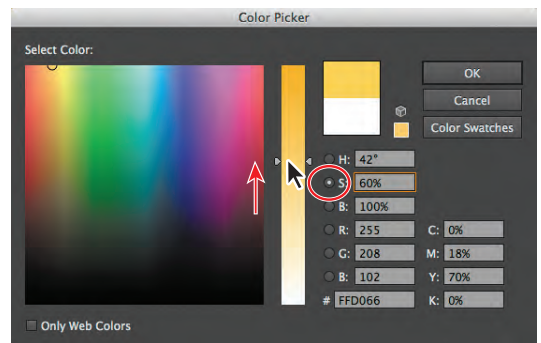 Color Picker
Select Color:
OK
Cancel
Color Swatches
H: 42°
S: 60%
B: 100%
R: 255 C: 0%
G: 208 M: 18%
B: 102 Y: 70%
# FFD066 K: 0%
Only Web Colors